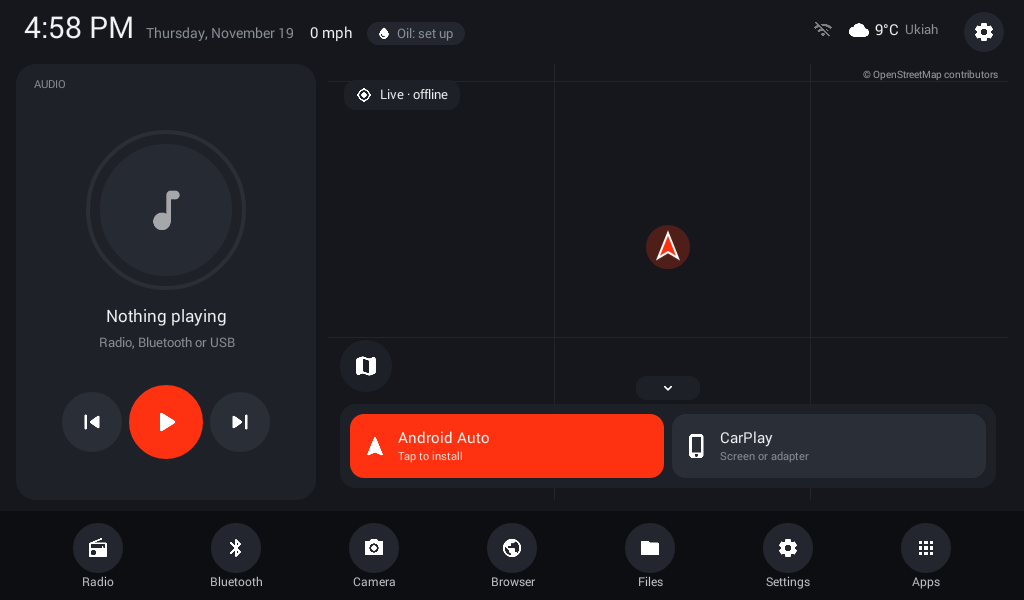 4:58 PM Thursday, November 19 0 mph Oil: set up 9°C Ukiah
AUDIO
© OpenStreetMap contributors
Live · offline
Nothing playing
Radio, Bluetooth or USB
Android Auto
Tap to install
CarPlay
Screen or adapter
Radio Bluetooth Camera Browser Files Settings Apps